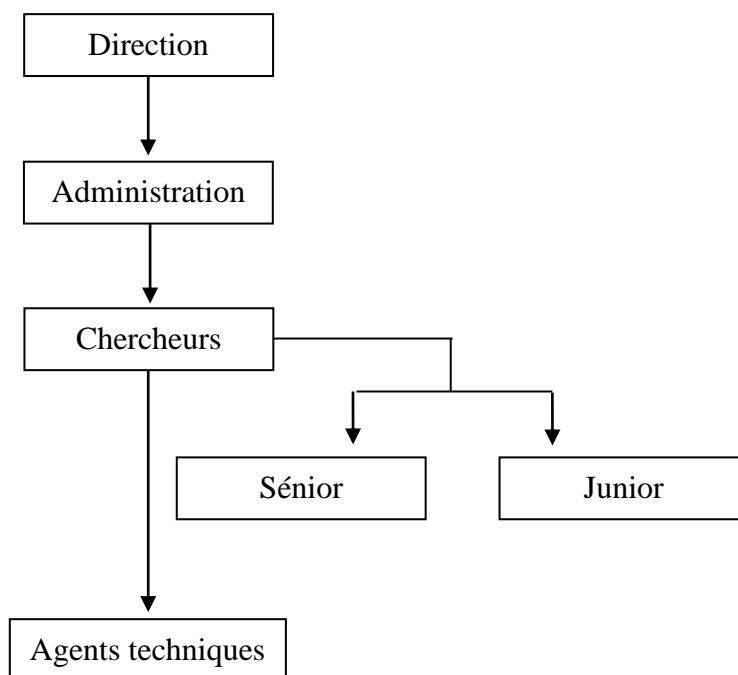 Direction
Administration
Chercheurs
Sénior
Junior
Agents techniques